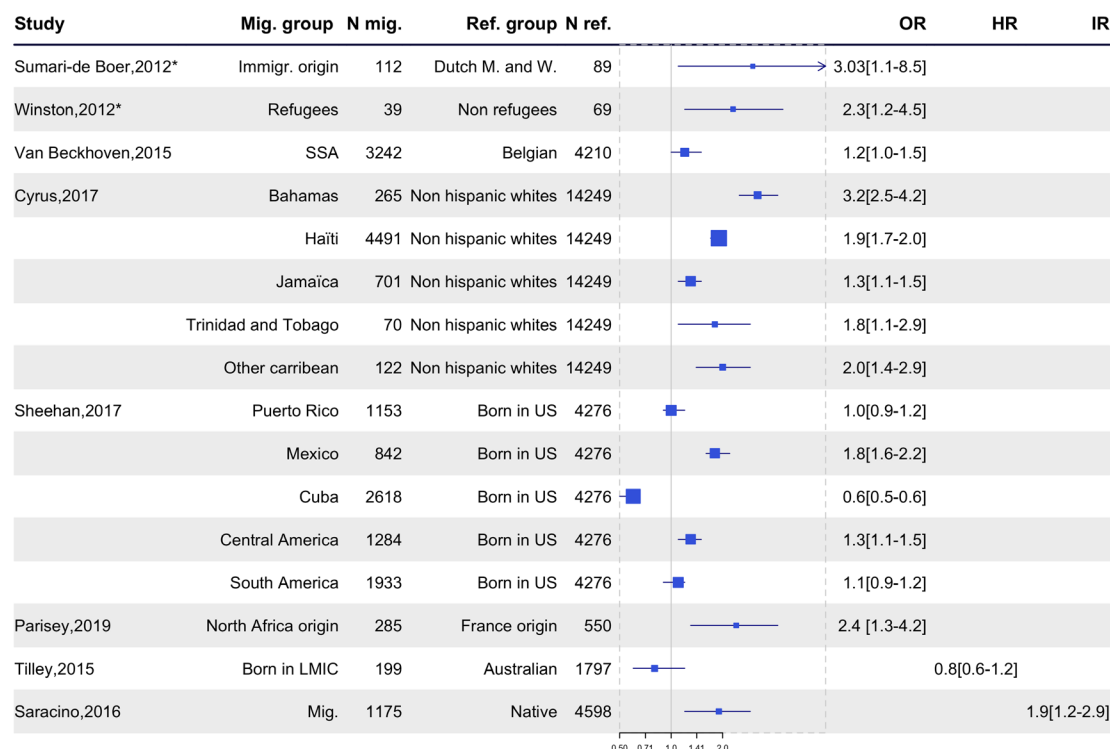 Study Mig. group N mig. Ref. group N ref. OR HR IR
Sumari-de Boer,2012* Immigr. origin 112 Dutch M. and W. 89 3.03[1.1-8.5]
Winston,2012* Refugees 39 Non refugees 69 2.3[1.2-4.5]
Van Beckhoven,2015 SSA 3242 Belgian 4210 1.2[1.0-1.5]
Cyrus,2017 Bahamas 265 Non hispanic whites 14249 3.2[2.5-4.2]
Haïti 4491 Non hispanic whites 14249 1.9[1.7-2.0]
Jamaïca 701 Non hispanic whites 14249 1.3[1.1-1.5]
Trinidad and Tobago 70 Non hispanic whites 14249 1.8[1.1-2.9]
Other carribean 122 Non hispanic whites 14249 2.0[1.4-2.9]
Sheehan,2017 Puerto Rico 1153 Born in US 4276 1.0[0.9-1.2]
Mexico 842 Born in US 4276 1.8[1.6-2.2]
Cuba 2618 Born in US 4276 0.6[0.5-0.6]
Central America 1284 Born in US 4276 1.3[1.1-1.5]
South America 1933 Born in US 4276 1.1[0.9-1.2]
Parisey,2019 North Africa origin 285 France origin 550 2.4 [1.3-4.2]
Tilley,2015 Born in LMIC 199 Australian 1797 0.8[0.6-1.2]
Saracino,2016 Mig. 1175 Native 4598 1.9[1.2-2.9]
0.50 0.71 1.0 1.41 2.0